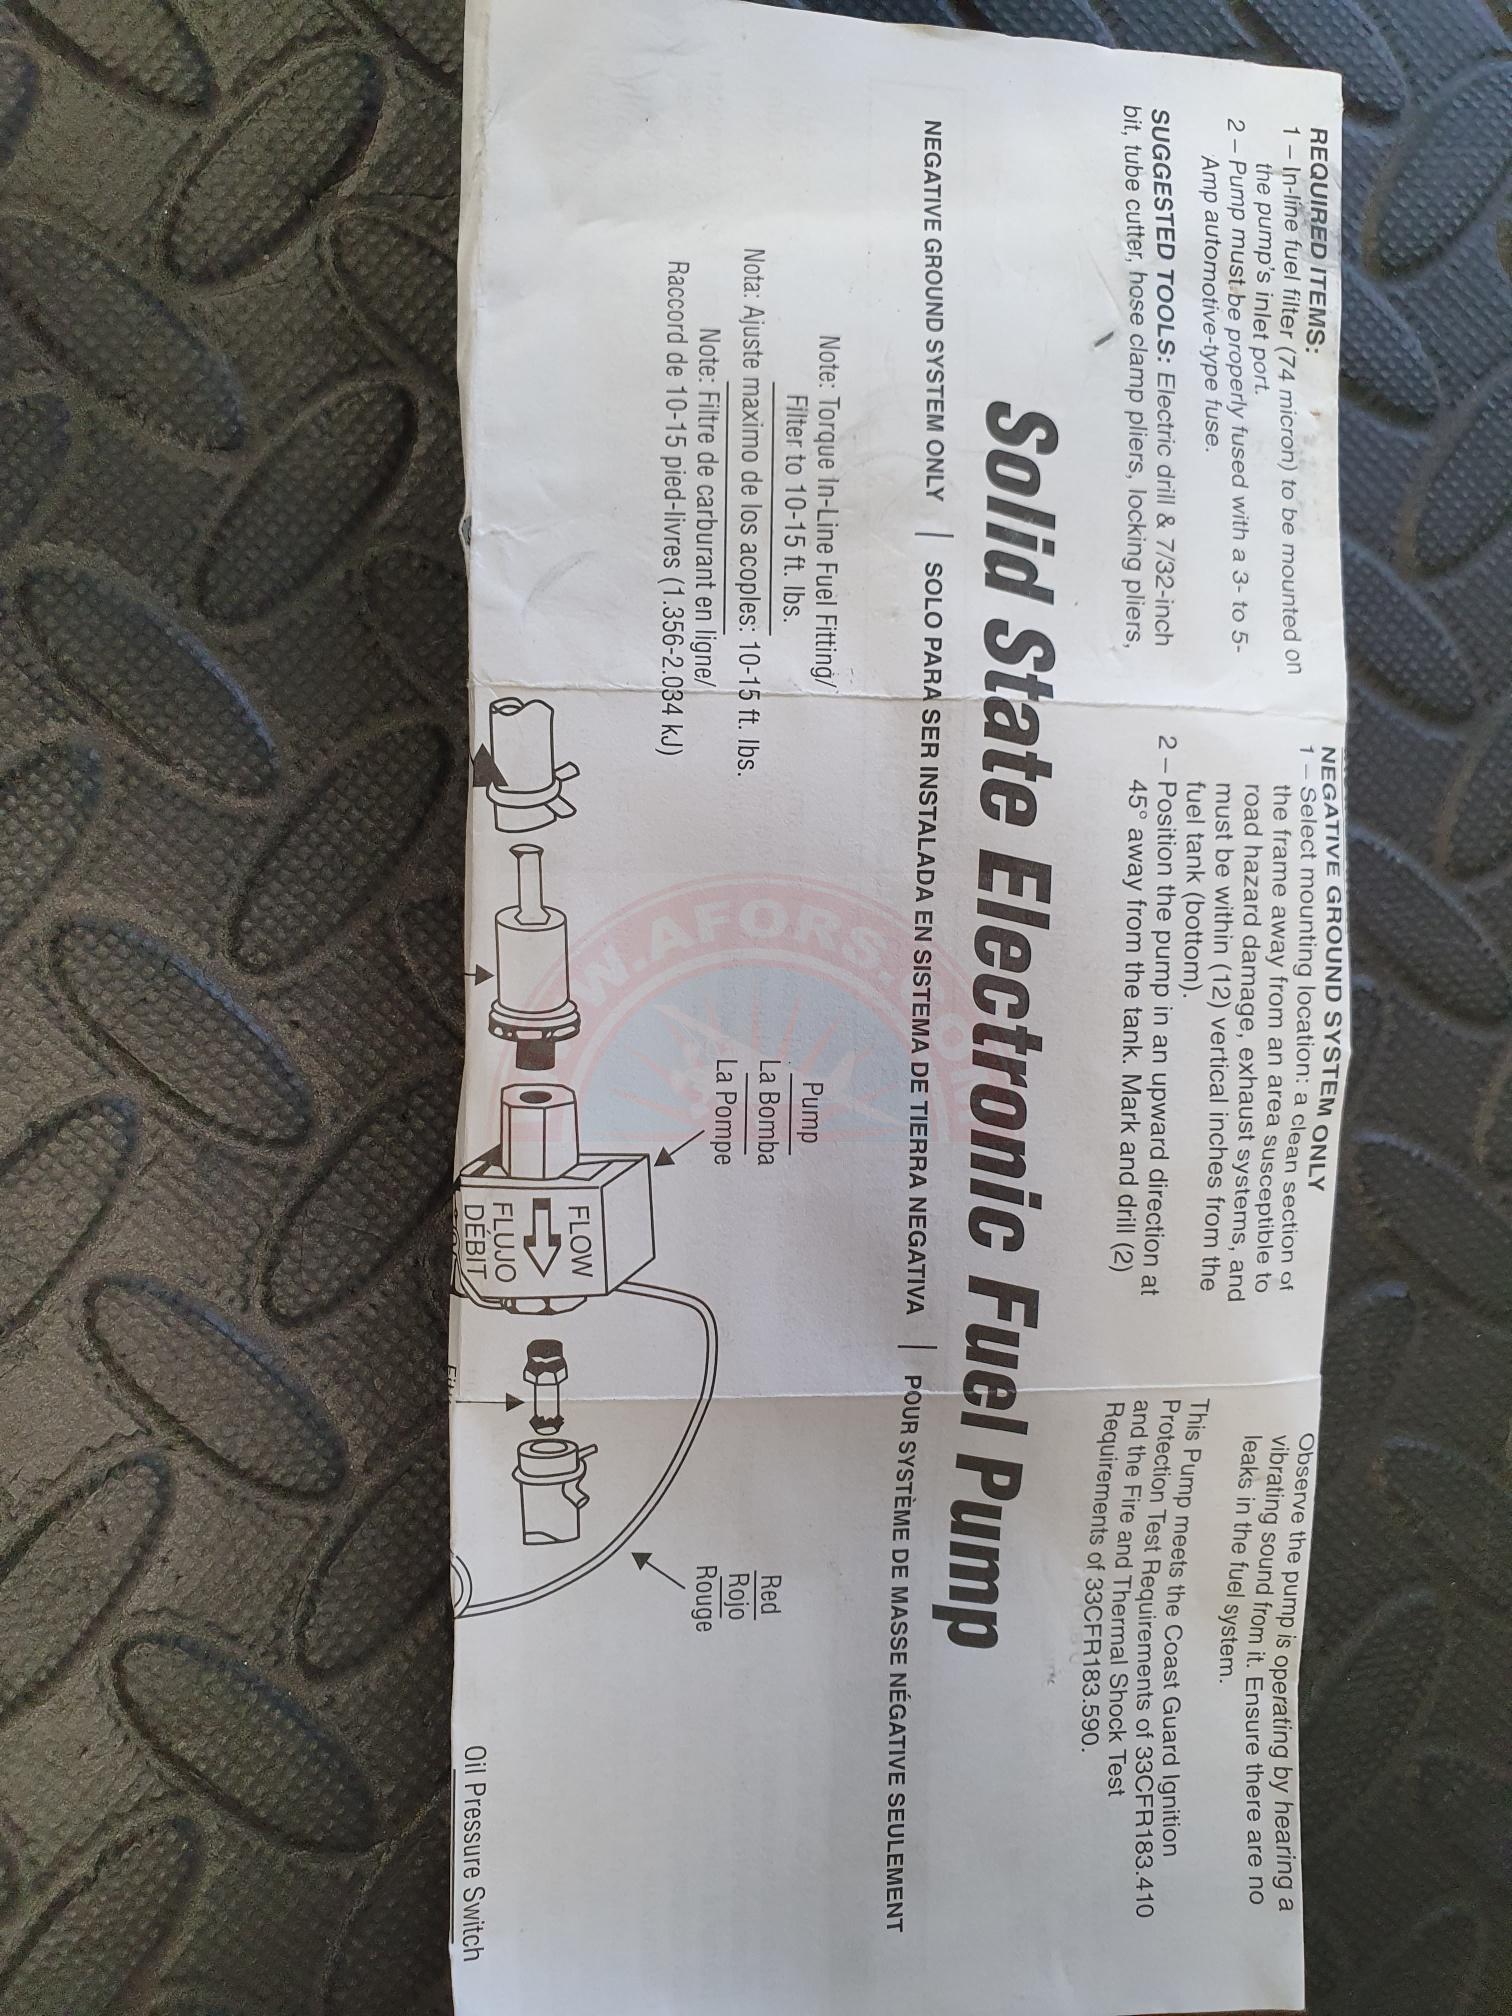 REQUIRED ITEMS:
1 – In-line fuel filter (74 micron) to be mounted on
the pump's inlet port.
2 – Pump must be properly fused with a 3- to 5-
Amp automotive-type fuse.
SUGGESTED TOOLS: Electric drill & 7/32-inch
bit, tube cutter, hose clamp pliers, locking pliers,
NEGATIVE GROUND SYSTEM ONLY
1 – Select mounting location: a clean section of
the frame away from an area susceptible to
road hazard damage, exhaust systems, and
must be within (12) vertical inches from the
fuel tank (bottom).
2 – Position the pump in an upward direction at
45° away from the tank. Mark and drill (2)
Observe the pump is operating by hearing a
vibrating sound from it. Ensure there are no
leaks in the fuel system.
This Pump meets the Coast Guard Ignition
Protection Test Requirements of 33CFR183.410
and the Fire and Thermal Shock Test
Requirements of 33CFR183.590.
Solid State Electronic Fuel Pump
NEGATIVE GROUND SYSTEM ONLY | SOLO PARA SER INSTALADA EN SISTEMA DE TIERRA NEGATIVA | POUR SYSTÈME DE MASSE NÉGATIVE SEULEMENT
Note: Torque In-Line Fuel Fitting/
Filter to 10-15 ft. lbs.
Nota: Ajuste maximo de los acoples: 10-15 ft. lbs.
Note: Filtre de carburant en ligne/
Raccord de 10-15 pied-livres (1.356-2.034 kJ)
Pump
La Bomba
La Pompe
FLOW
FLUJO
DÉBIT
Red
Rojo
Rouge
Oil Pressure Switch